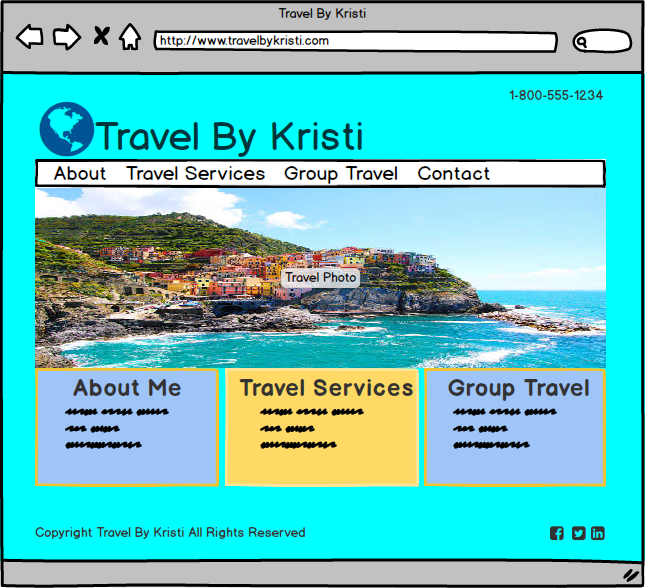 Travel By Kristi
http://www.travelbykristi.com
1-800-555-1234
Travel By Kristi
About Travel Services Group Travel Contact
Travel Photo
About Me
Travel Services
Group Travel
Copyright Travel By Kristi All Rights Reserved